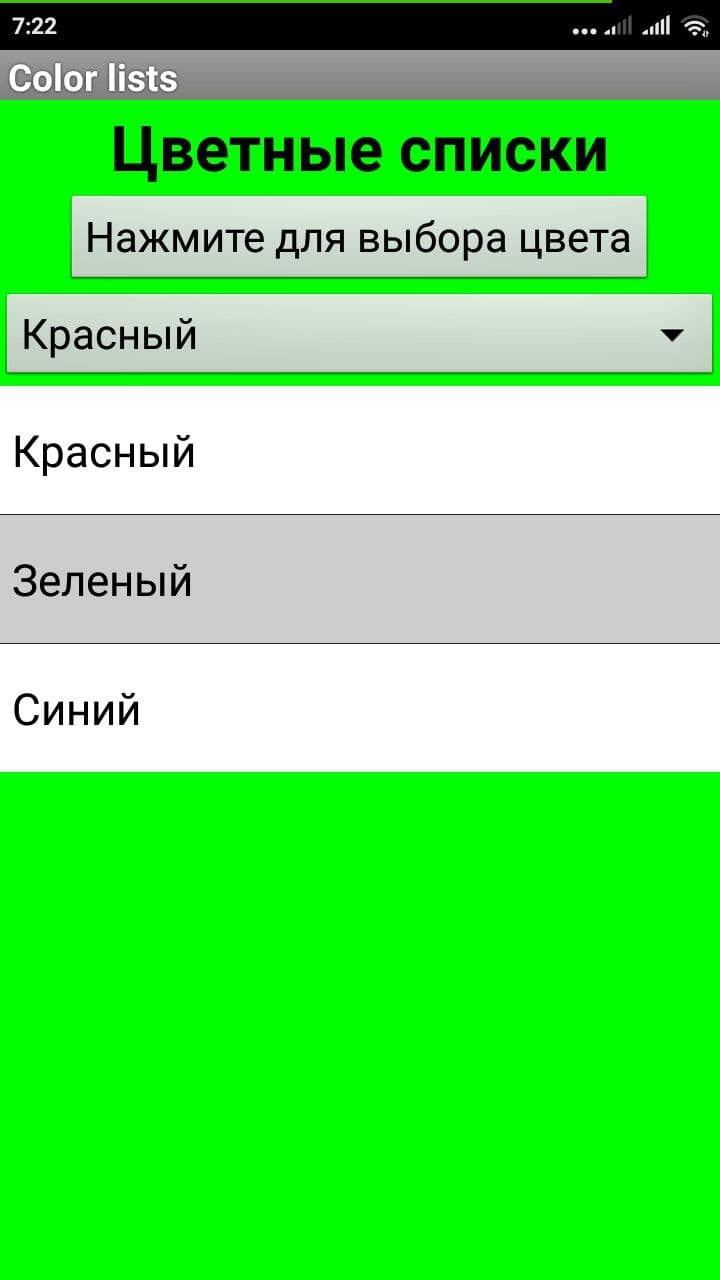 7:22
Color lists
Цветные списки
Нажмите для выбора цвета
Красный
Красный
Зеленый
Синий